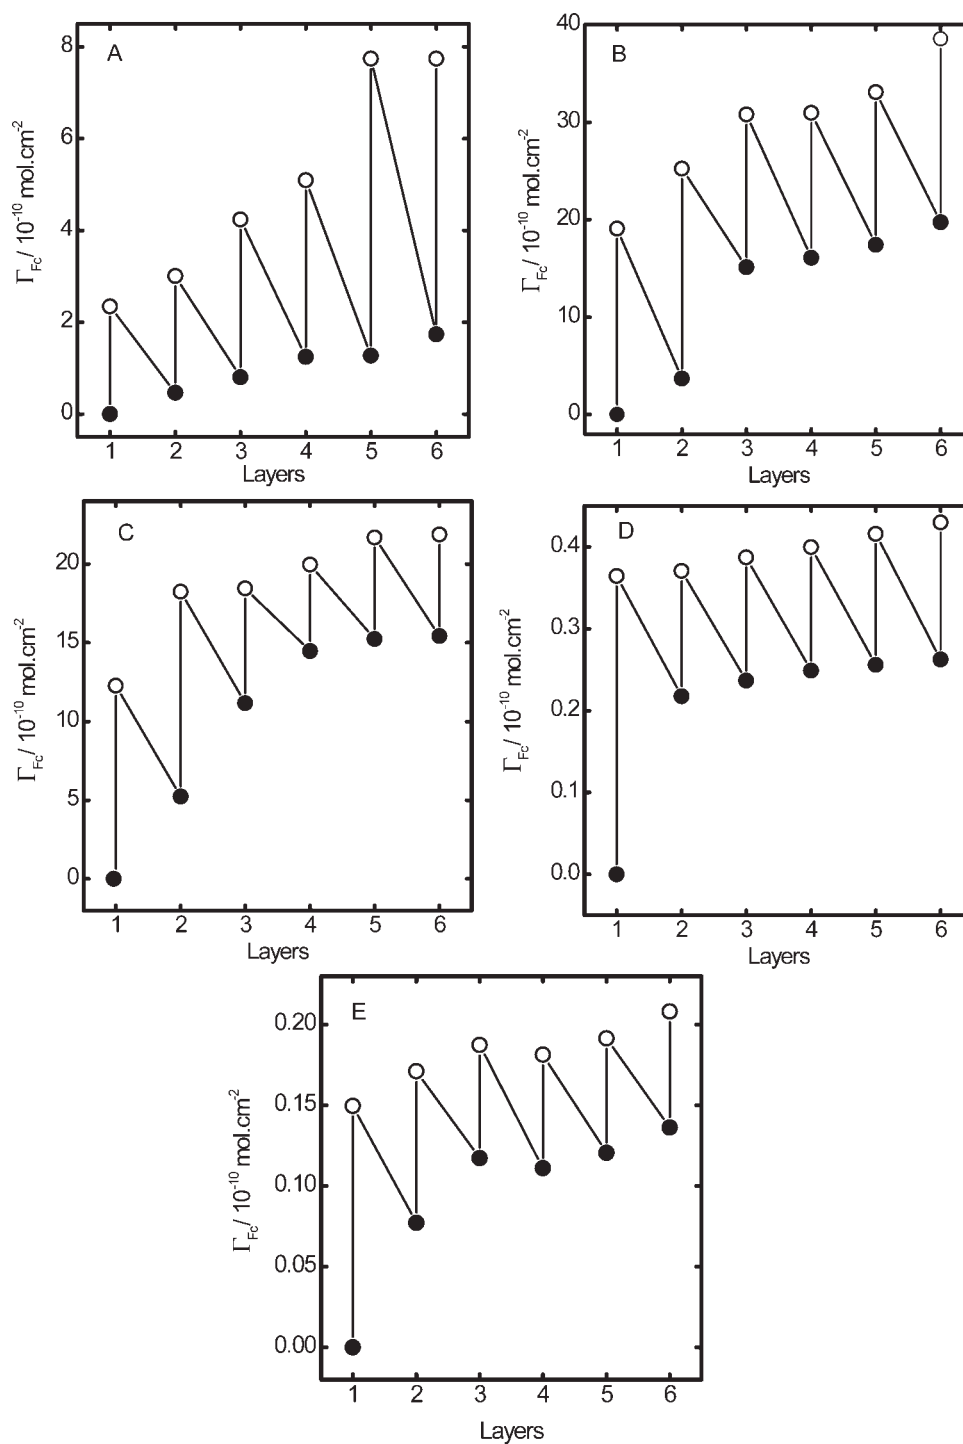 A
8
6
4
2
0
Γ_Fc / 10^-10 mol.cm^-2
1 2 3 4 5 6
Layers
B
40
30
20
10
0
Γ_Fc / 10^-10 mol.cm^-2
1 2 3 4 5 6
Layers
C
20
15
10
5
0
Γ_Fc / 10^-10 mol.cm^-2
1 2 3 4 5 6
Layers
D
0.4
0.3
0.2
0.1
0.0
Γ_Fc / 10^-10 mol.cm^-2
1 2 3 4 5 6
Layers
E
0.20
0.15
0.10
0.05
0.00
Γ_Fc / 10^-10 mol.cm^-2
1 2 3 4 5 6
Layers